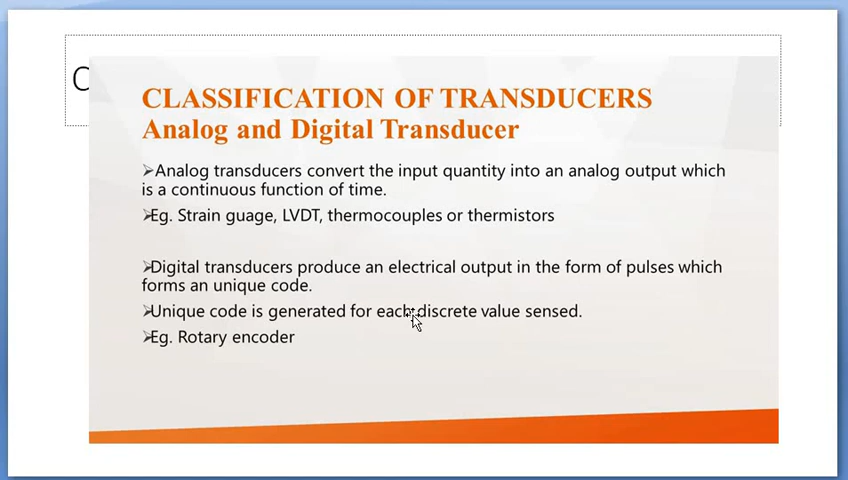 C
CLASSIFICATION OF TRANSDUCERS
Analog and Digital Transducer
➢Analog transducers convert the input quantity into an analog output which
is a continuous function of time.
➢Eg. Strain guage, LVDT, thermocouples or thermistors
➢Digital transducers produce an electrical output in the form of pulses which
forms an unique code.
➢Unique code is generated for each discrete value sensed.
➢Eg. Rotary encoder